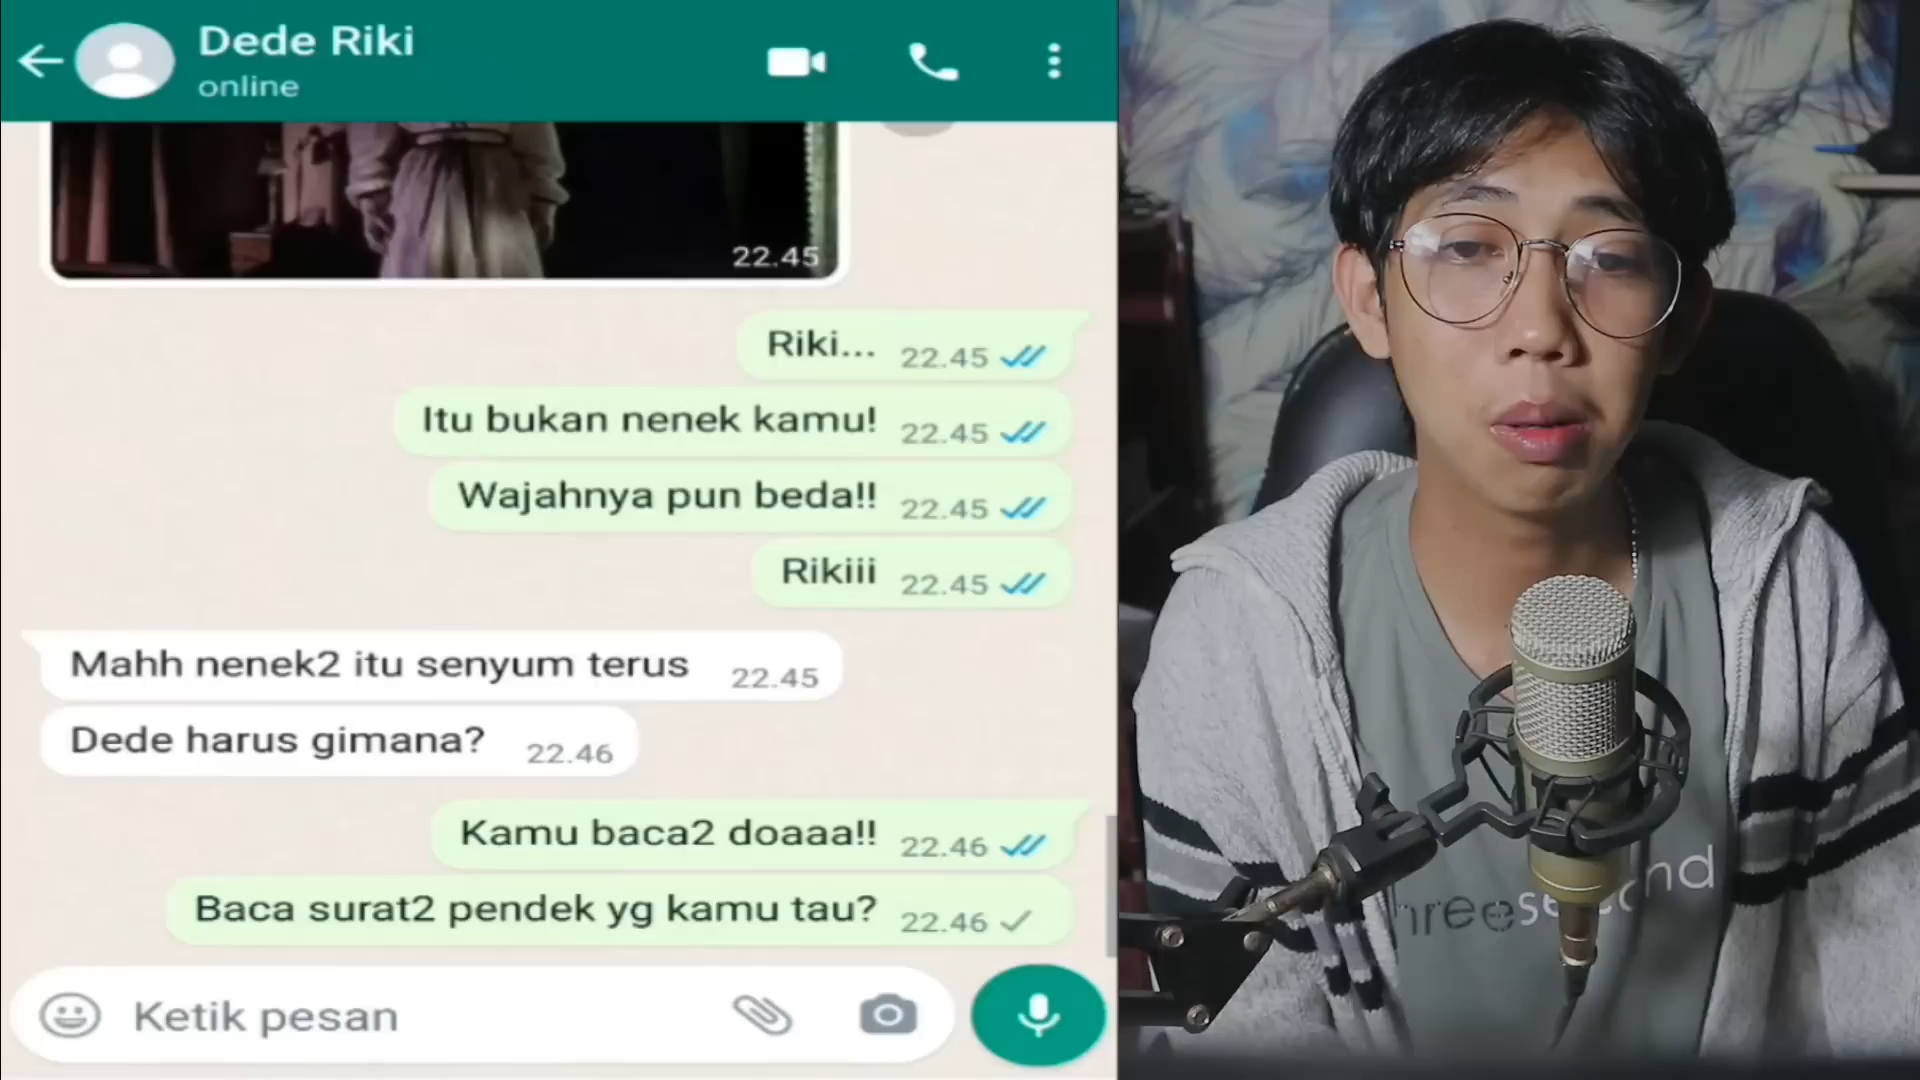 Dede Riki
online
22.45
Riki... 22.45
Itu bukan nenek kamu! 22.45
Wajahnya pun beda!! 22.45
Rikiii 22.45
Mahh nenek2 itu senyum terus 22.45
Dede harus gimana? 22.46
Kamu baca2 doaaa!! 22.46
Baca surat2 pendek yg kamu tau? 22.46
Ketik pesan